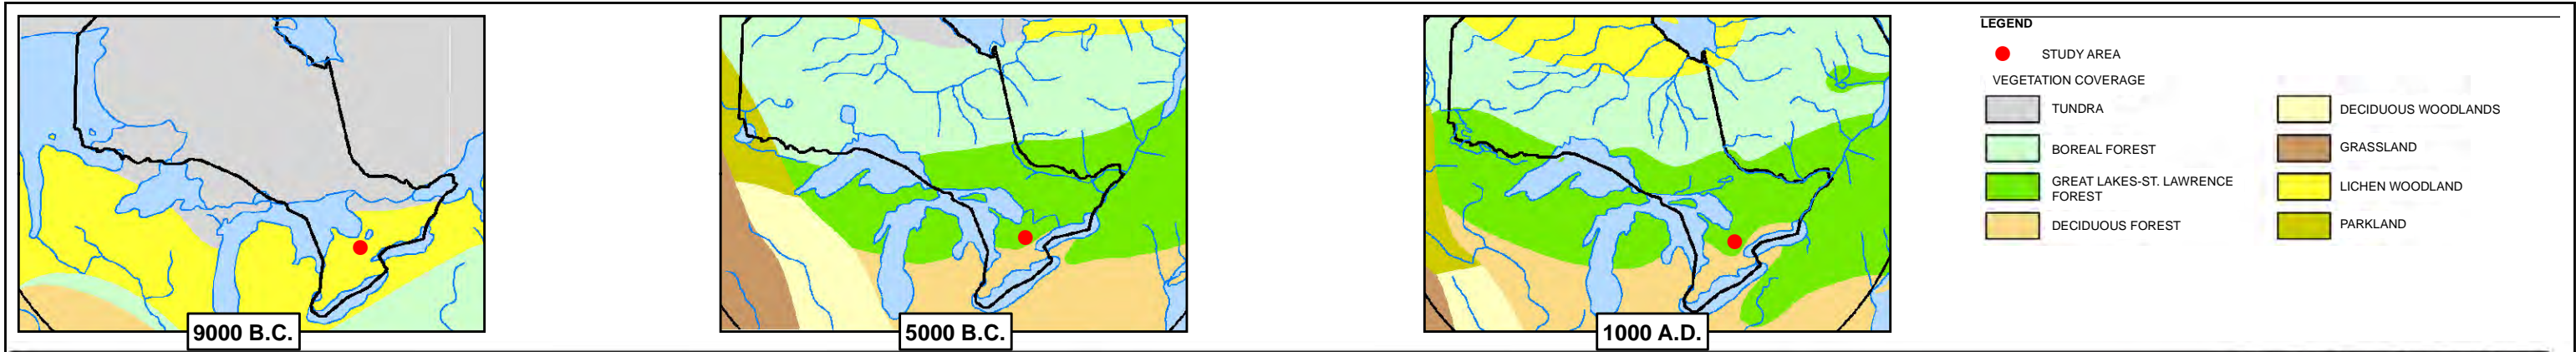 9000 B.C.
5000 B.C.
1000 A.D.
LEGEND
STUDY AREA
VEGETATION COVERAGE
TUNDRA
BOREAL FOREST
GREAT LAKES-ST. LAWRENCE
FOREST
DECIDUOUS FOREST
DECIDUOUS WOODLANDS
GRASSLAND
LICHEN WOODLAND
PARKLAND